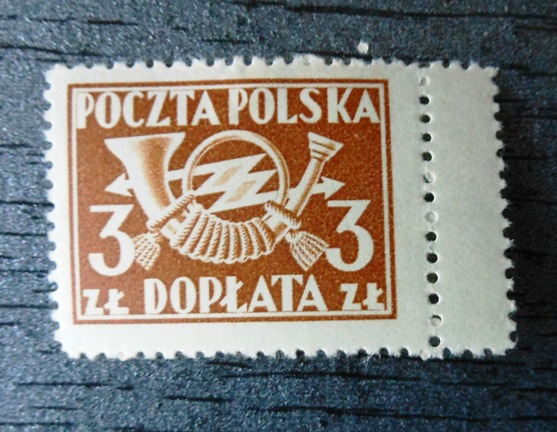 POCZTA POLSKA
3 3
ZŁ DOPŁATA ZŁ